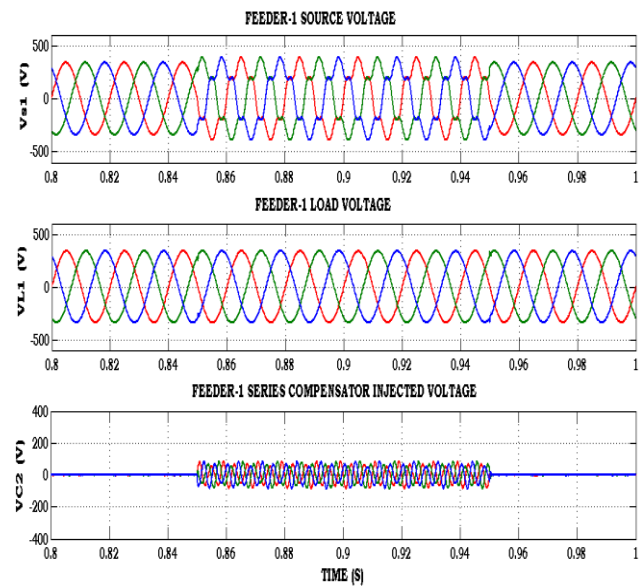 FEEDER-1 SOURCE VOLTAGE
500
0
-500
Vs1 (V)
0.8 0.82 0.84 0.86 0.88 0.9 0.92 0.94 0.96 0.98 1
FEEDER-1 LOAD VOLTAGE
500
0
-500
VL1 (V)
0.8 0.82 0.84 0.86 0.88 0.9 0.92 0.94 0.96 0.98 1
FEEDER-1 SERIES COMPENSATOR INJECTED VOLTAGE
400
200
0
-200
-400
VC2 (V)
0.8 0.82 0.84 0.86 0.88 0.9 0.92 0.94 0.96 0.98 1
TIME (S)